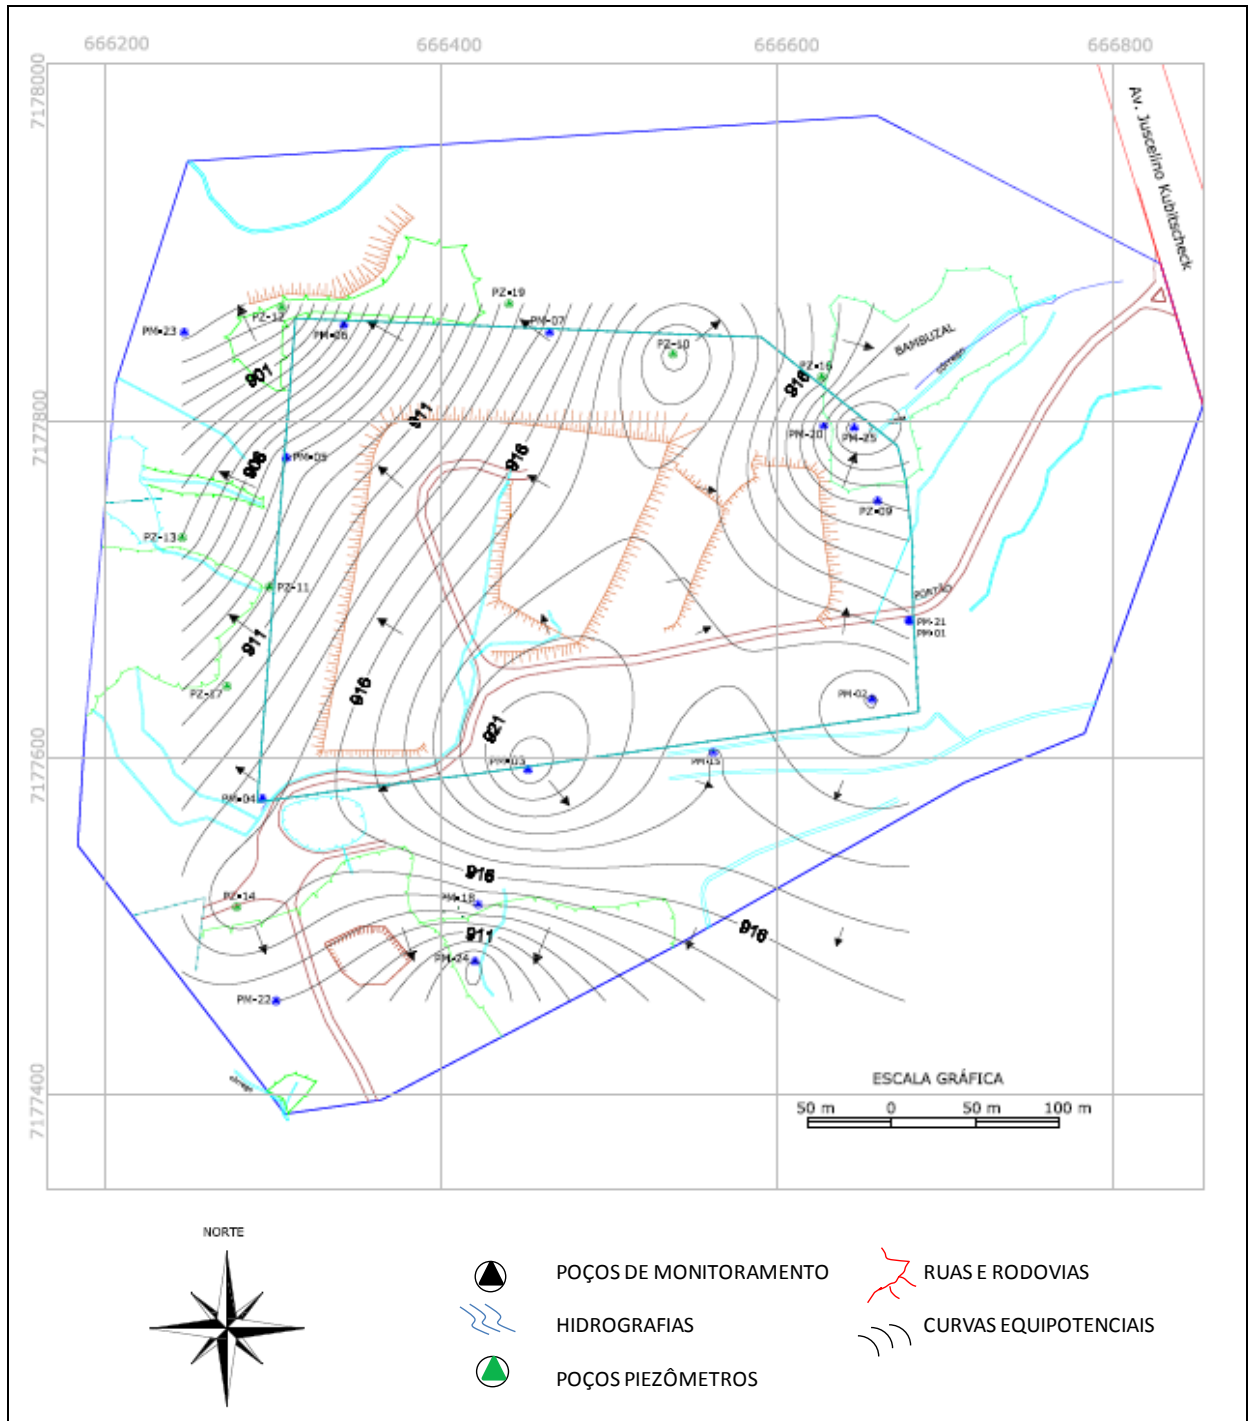 666200 666400 666600 666800
7178000
Av. Juscelino Kubitscheck
PZ-19
PZ-12
PM-23
PM-06
PM-07
PZ-10
BAMBUZAL
córrego
PZ-16
901
916
911
7177800
PM-20
PM-25
916
PM-05
906
PZ-09
PZ-13
PZ-11
PONTÃO
PM-21
PM-01
911
PZ-17
916
PM-02
921
7177600
PM-03
PM-15
PM-04
916
PZ-14
PM-18
911
916
PM-24
PM-22
córrego
7177400
ESCALA GRÁFICA
50 m 0 50 m 100 m
NORTE
POÇOS DE MONITORAMENTO
RUAS E RODOVIAS
HIDROGRAFIAS
CURVAS EQUIPOTENCIAIS
POÇOS PIEZÔMETROS